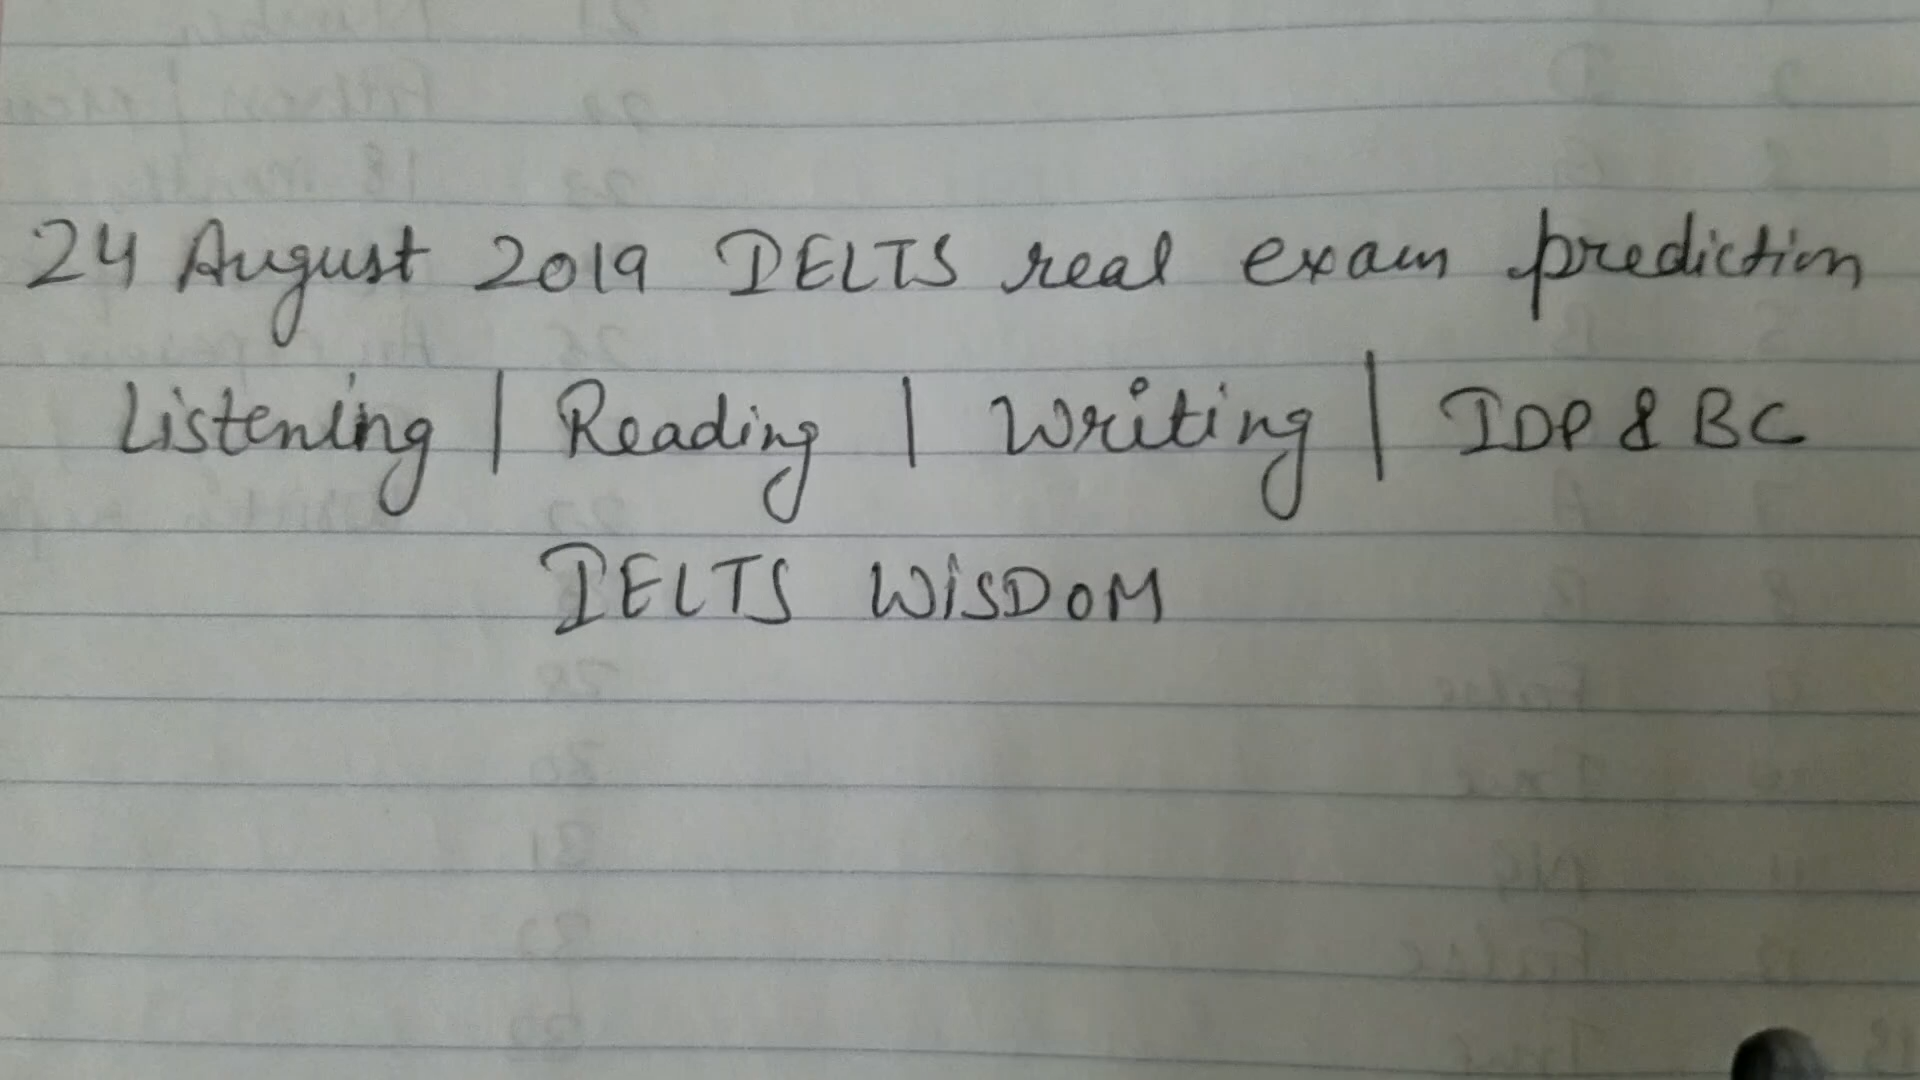 24 August 2019 IELTS real exam prediction
Listening | Reading | Writing | IDP & BC
IELTS WiSDOM